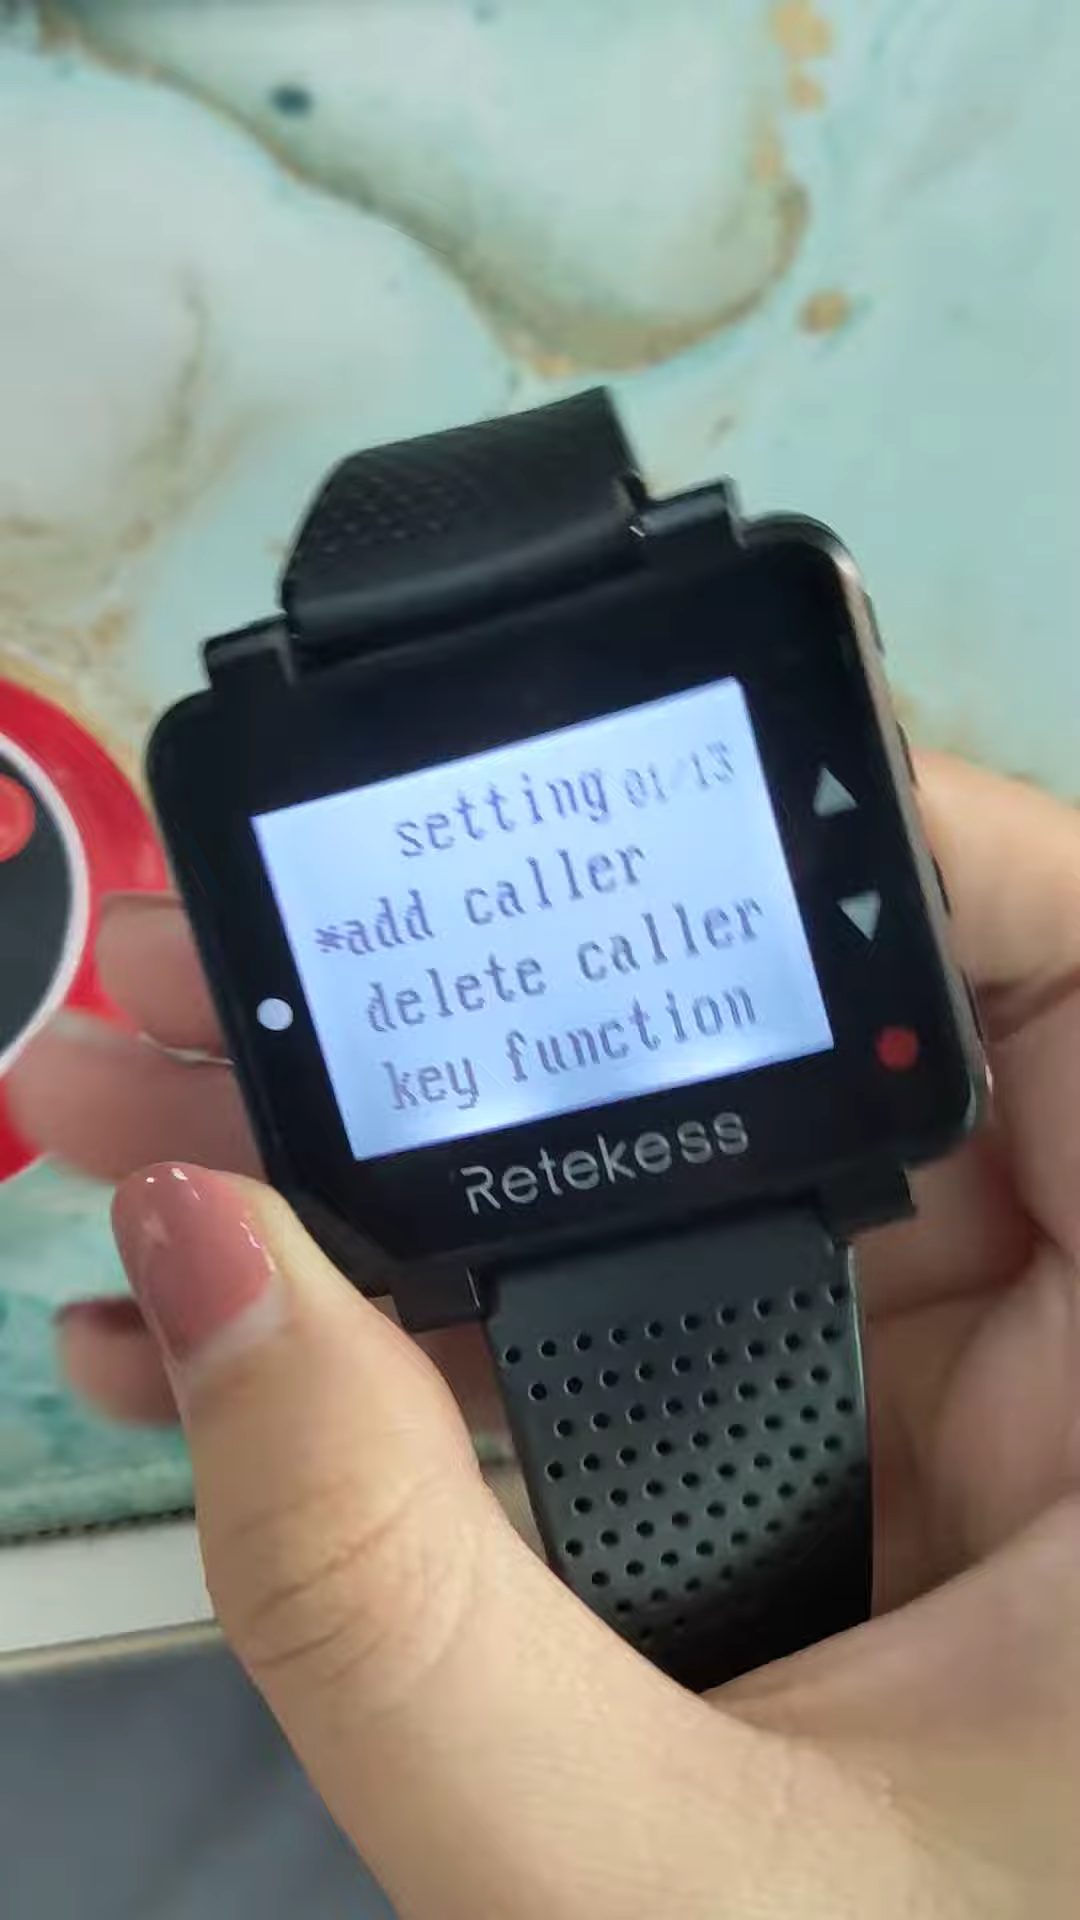 setting 01/13
*add caller
delete caller
key function
Retekess